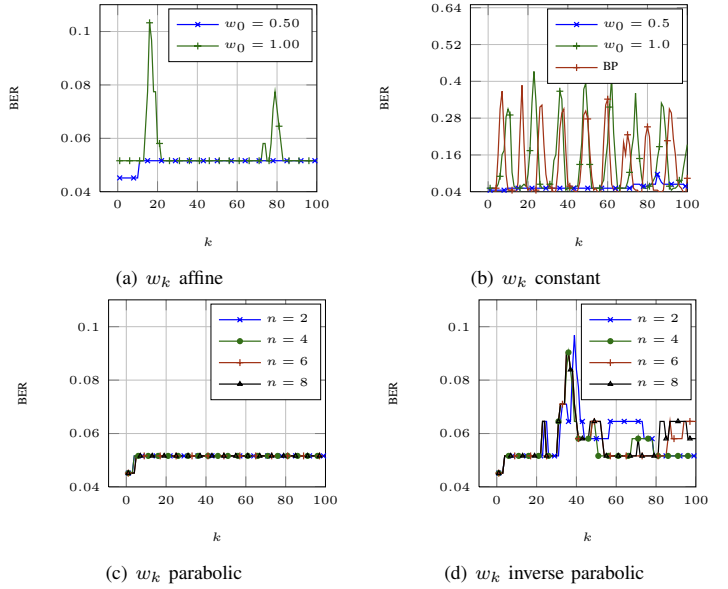 w₀ = 0.50
w₀ = 1.00
0.1
0.08
0.06
0.04
BER
0 20 40 60 80 100
k
(a) wₖ affine
w₀ = 0.5
w₀ = 1.0
BP
0.64
0.52
0.4
0.28
0.16
0.04
BER
0 20 40 60 80 100
k
(b) wₖ constant
n = 2
n = 4
n = 6
n = 8
0.1
0.08
0.06
0.04
BER
0 20 40 60 80 100
k
(c) wₖ parabolic
n = 2
n = 4
n = 6
n = 8
0.1
0.08
0.06
0.04
BER
0 20 40 60 80 100
k
(d) wₖ inverse parabolic